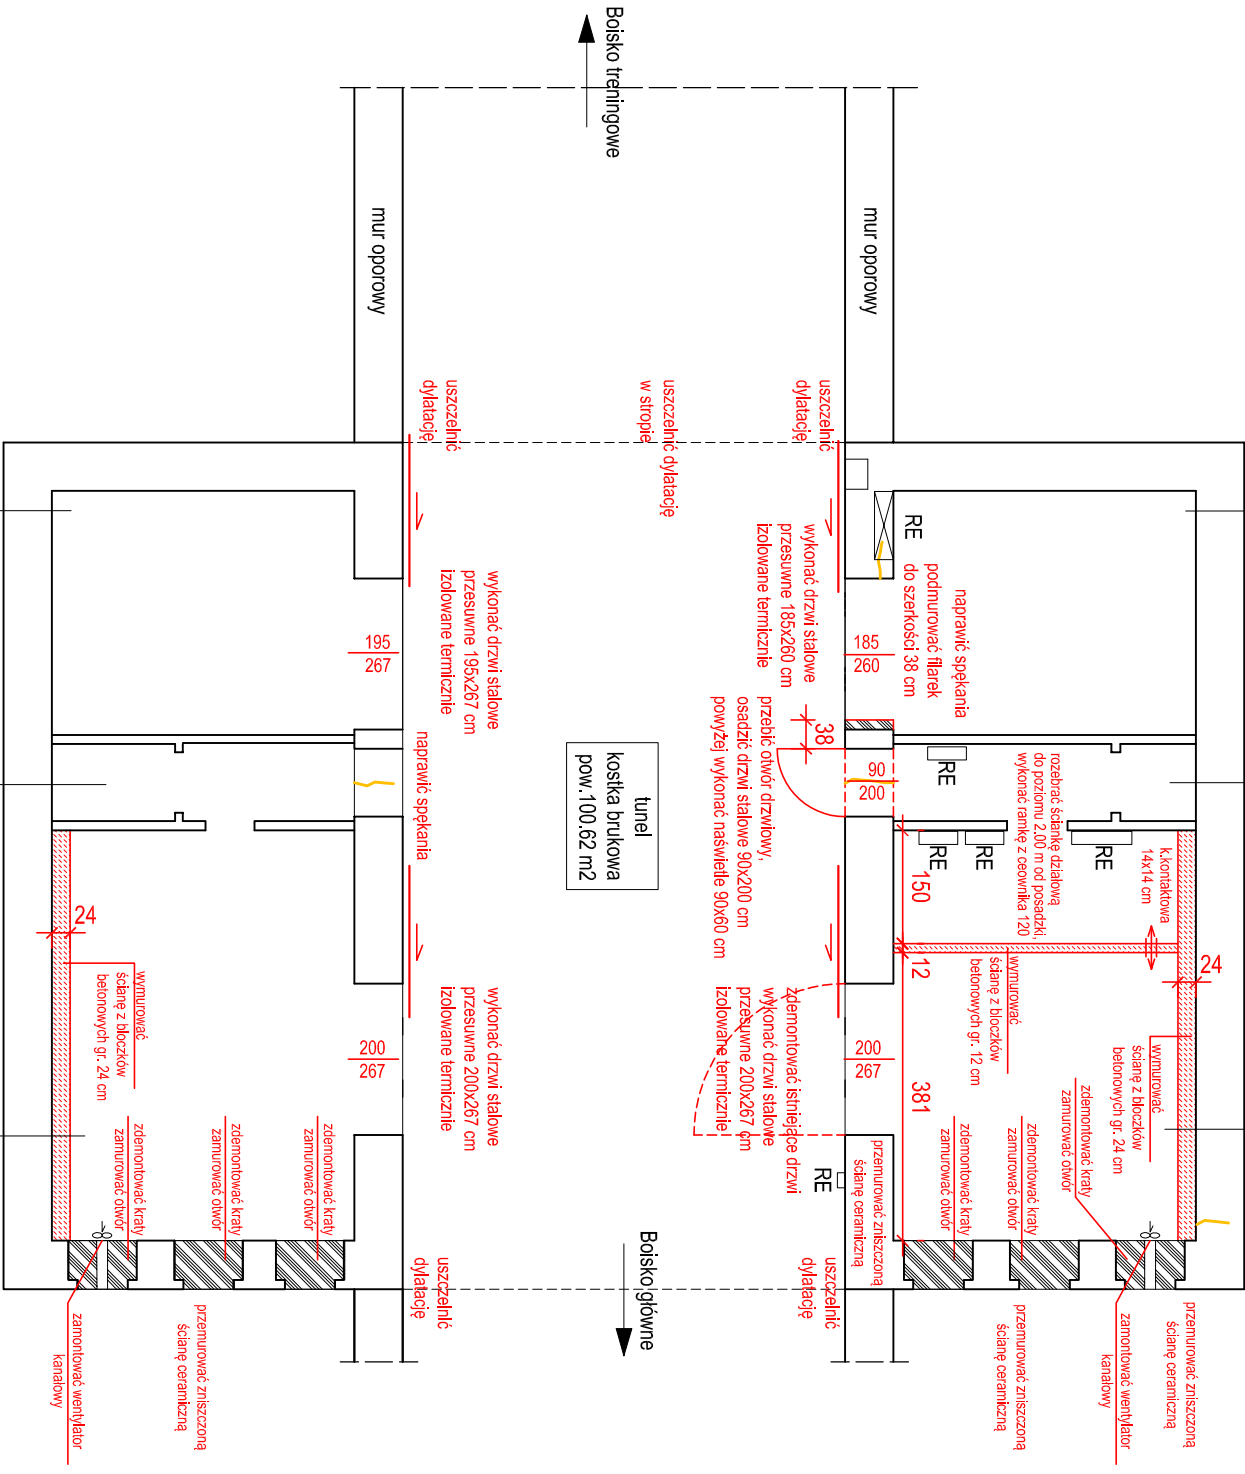 Boisko treningowe
mur oporowy
mur oporowy
uszczelnić
dylatację
uszczelnić dylatację
w stropie
uszczelnić
dylatację
RE
naprawić spękania
podmurować filarek
do szerkości 38 cm
wykonać drzwi stalowe
przesuwne 185x260 cm
izolowane termicznie
185
260
wykonać drzwi stalowe
przesuwne 195x267 cm
izolowane termicznie
195
267
38
przebić otwór drzwiowy,
osadzić drzwi stalowe 90x200 cm
powyżej wykonać naświetle 90x60 cm
90
200
RE
rozebrać ściankę działową
do poziomu 2,00 m od posadzki,
wykonać ramkę z ceownika 120
naprawić spękania
tunel
kostka brukowa
pow.100.62 m2
RE
RE
RE
k.kontaktowa
14x14 cm
150
12
381
24
24
wymurować
ścianę z bloczków
betonowych gr. 12 cm
wymurować
ścianę z bloczków
betonowych gr. 24 cm
wymurować
ścianę z bloczków
betonowych gr. 24 cm
zdemontować istniejące drzwi
wykonać drzwi stalowe
przesuwne 200x267 cm
izolowane termicznie
200
267
wykonać drzwi stalowe
przesuwne 200x267 cm
izolowane termicznie
200
267
zdemontować kraty
zamurować otwór
zdemontować kraty
zamurować otwór
zdemontować kraty
zamurować otwór
przemurować zniszczoną
ścianę ceramiczną
RE
zdemontować kraty
zamurować otwór
zdemontować kraty
zamurować otwór
zdemontować kraty
zamurować otwór
Boisko główne
uszczelnić
dylatację
uszczelnić
dylatację
przemurować zniszczoną
ścianę ceramiczną
zamontować wentylator
kanałowy
przemurować zniszczoną
ścianę ceramiczną
przemurować zniszczoną
ścianę ceramiczną
zamontować wentylator
kanałowy